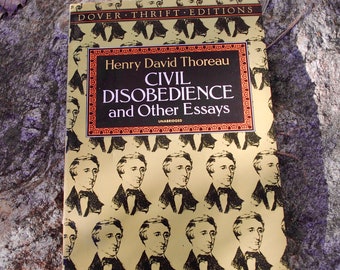 DOVER · THRIFT · EDITIONS
Henry David Thoreau
CIVIL
DISOBEDIENCE
and Other Essays
UNABRIDGED